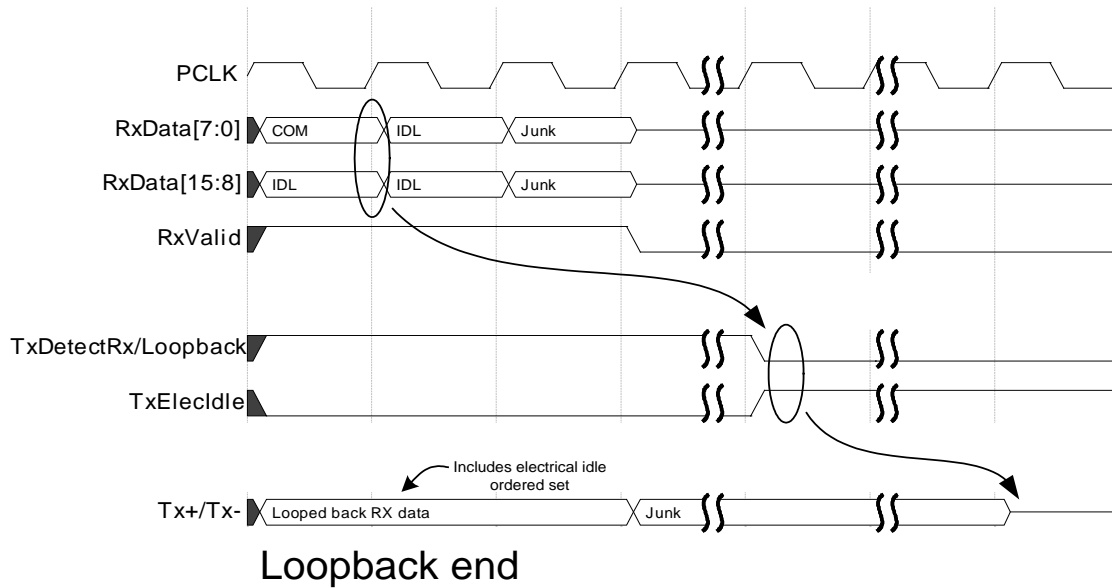 PCLK
RxData[7:0]
COM
IDL
Junk
RxData[15:8]
IDL
IDL
Junk
RxValid
TxDetectRx/Loopback
TxElecIdle
Includes electrical idle
ordered set
Tx+/Tx-
Looped back RX data
Junk
Loopback end